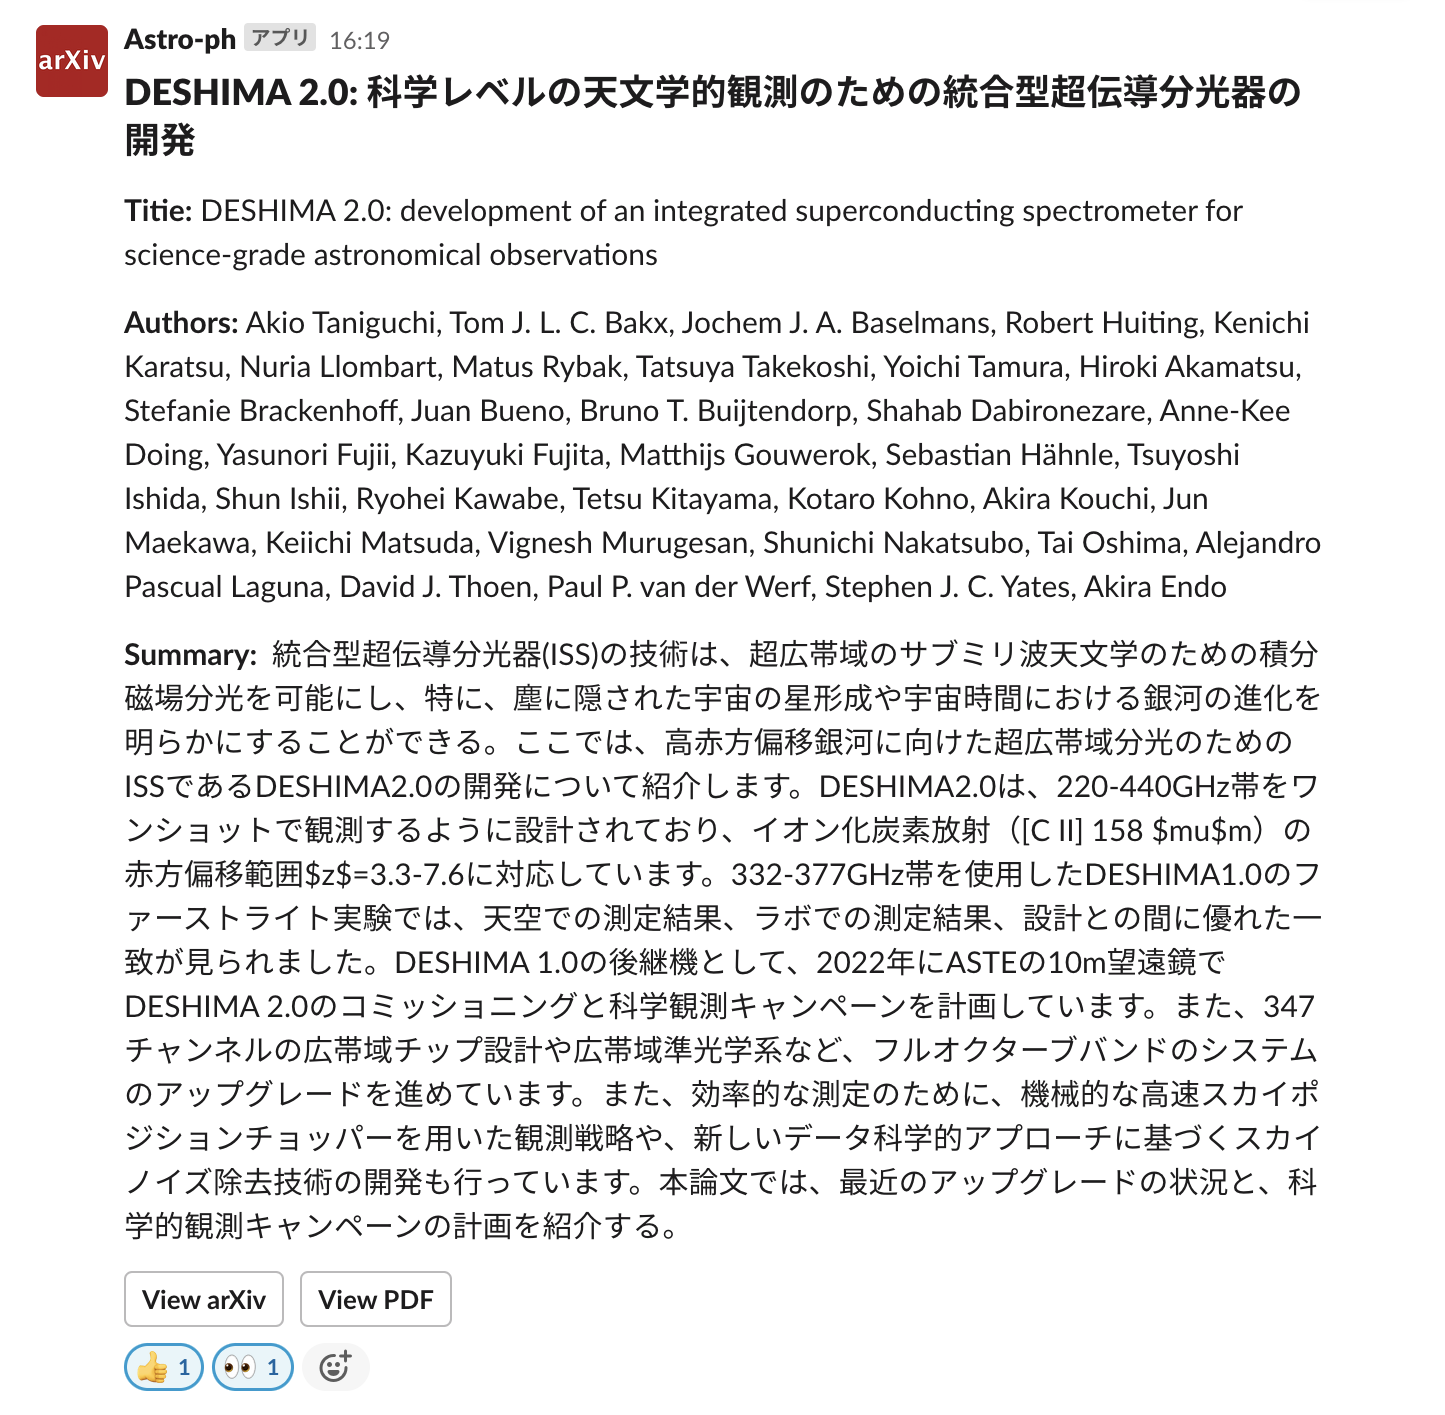 arXiv
Astro-ph アプリ 16:19
DESHIMA 2.0: 科学レベルの天文学的観測のための統合型超伝導分光器の
開発
Titie: DESHIMA 2.0: development of an integrated superconducting spectrometer for
science-grade astronomical observations
Authors: Akio Taniguchi, Tom J. L. C. Bakx, Jochem J. A. Baselmans, Robert Huiting, Kenichi
Karatsu, Nuria Llombart, Matus Rybak, Tatsuya Takekoshi, Yoichi Tamura, Hiroki Akamatsu,
Stefanie Brackenhoff, Juan Bueno, Bruno T. Buijtendorp, Shahab Dabironezare, Anne-Kee
Doing, Yasunori Fujii, Kazuyuki Fujita, Matthijs Gouwerok, Sebastian Hähnle, Tsuyoshi
Ishida, Shun Ishii, Ryohei Kawabe, Tetsu Kitayama, Kotaro Kohno, Akira Kouchi, Jun
Maekawa, Keiichi Matsuda, Vignesh Murugesan, Shunichi Nakatsubo, Tai Oshima, Alejandro
Pascual Laguna, David J. Thoen, Paul P. van der Werf, Stephen J. C. Yates, Akira Endo
Summary: 統合型超伝導分光器(ISS)の技術は、超広帯域のサブミリ波天文学のための積分
磁場分光を可能にし、特に、塵に隠された宇宙の星形成や宇宙時間における銀河の進化を
明らかにすることができる。ここでは、高赤方偏移銀河に向けた超広帯域分光のための
ISSであるDESHIMA2.0の開発について紹介します。DESHIMA2.0は、220-440GHz帯をワ
ンショットで観測するように設計されており、イオン化炭素放射（[C II] 158 $mu$m）の
赤方偏移範囲$z$=3.3-7.6に対応しています。332-377GHz帯を使用したDESHIMA1.0のフ
ァーストライト実験では、天空での測定結果、ラボでの測定結果、設計との間に優れた一
致が見られました。DESHIMA 1.0の後継機として、2022年にASTEの10m望遠鏡で
DESHIMA 2.0のコミッショニングと科学観測キャンペーンを計画しています。また、347
チャンネルの広帯域チップ設計や広帯域準光学系など、フルオクターブバンドのシステム
のアップグレードを進めています。また、効率的な測定のために、機械的な高速スカイポ
ジションチョッパーを用いた観測戦略や、新しいデータ科学的アプローチに基づくスカイ
ノイズ除去技術の開発も行っています。本論文では、最近のアップグレードの状況と、科
学的観測キャンペーンの計画を紹介する。
View arXiv View PDF
1 1